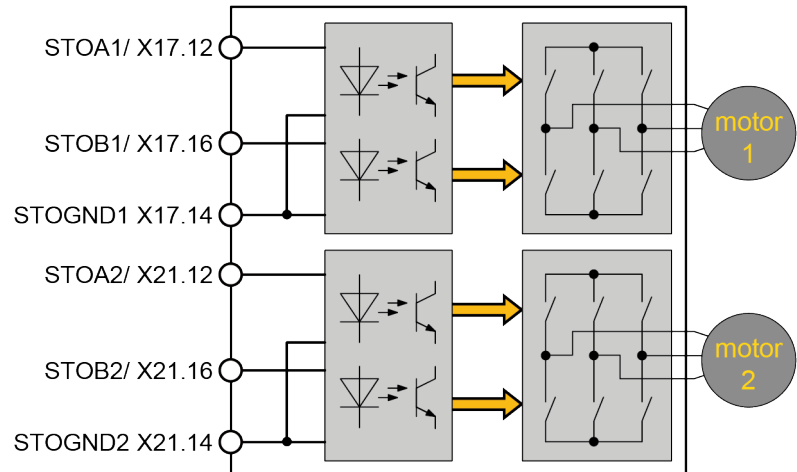 STOA1/ X17.12
STOB1/ X17.16
STOGND1 X17.14
motor
1
STOA2/ X21.12
STOB2/ X21.16
STOGND2 X21.14
motor
2